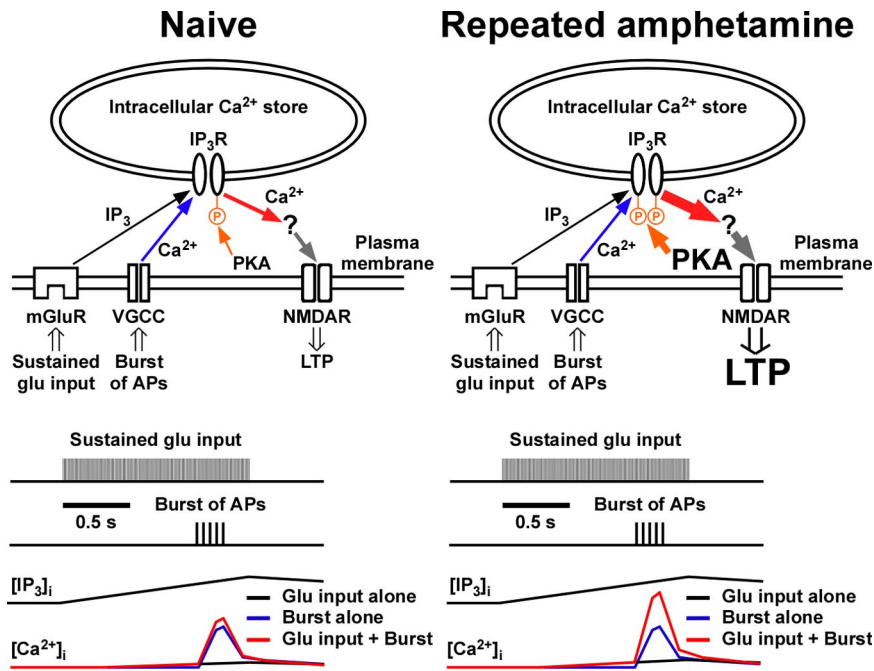 Naive
Intracellular Ca²⁺ store
IP₃R
Ca²⁺
IP₃
P
?
Ca²⁺
PKA
Plasma
membrane
mGluR
VGCC
NMDAR
Sustained
glu input
Burst
of APs
LTP
Sustained glu input
0.5 s
Burst of APs
[IP₃]ᵢ
Glu input alone
Burst alone
Glu input + Burst
[Ca²⁺]ᵢ
Repeated amphetamine
Intracellular Ca²⁺ store
IP₃R
Ca²⁺
IP₃
P P
?
Ca²⁺
PKA
Plasma
membrane
mGluR
VGCC
NMDAR
Sustained
glu input
Burst
of APs
LTP
Sustained glu input
0.5 s
Burst of APs
[IP₃]ᵢ
Glu input alone
Burst alone
Glu input + Burst
[Ca²⁺]ᵢ